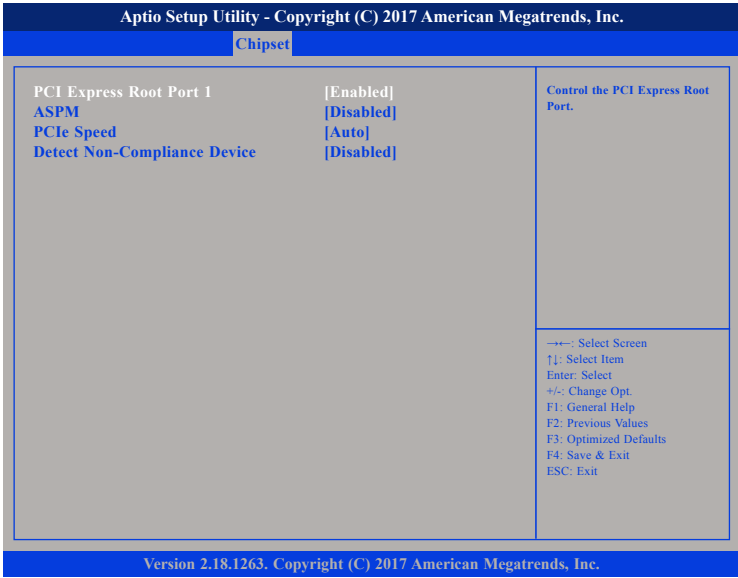 Aptio Setup Utility - Copyright (C) 2017 American Megatrends, Inc.
Chipset
PCI Express Root Port 1 [Enabled]
ASPM [Disabled]
PCIe Speed [Auto]
Detect Non-Compliance Device [Disabled]
Control the PCI Express Root
Port.
→←: Select Screen
↑↓: Select Item
Enter: Select
+/-: Change Opt.
F1: General Help
F2: Previous Values
F3: Optimized Defaults
F4: Save & Exit
ESC: Exit
Version 2.18.1263. Copyright (C) 2017 American Megatrends, Inc.